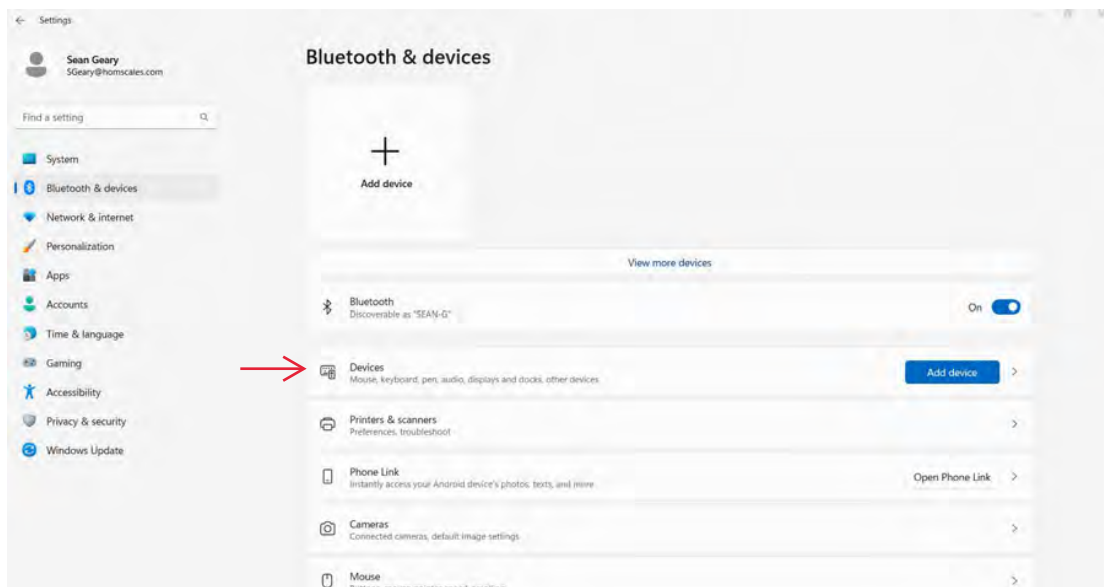 Settings
Sean Geary
SGeary@homscales.com
Find a setting
System
Bluetooth & devices
Network & internet
Personalization
Apps
Accounts
Time & language
Gaming
Accessibility
Privacy & security
Windows Update
Bluetooth & devices
Add device
View more devices
Bluetooth
Discoverable as "SEAN-G"
On
Devices
Mouse, keyboard, pen, audio, displays and docks, other devices
Add device
Printers & scanners
Preferences, troubleshoot
Phone Link
Instantly access your Android device's photos, texts, and more
Open Phone Link
Cameras
Connected cameras, default image settings
Mouse